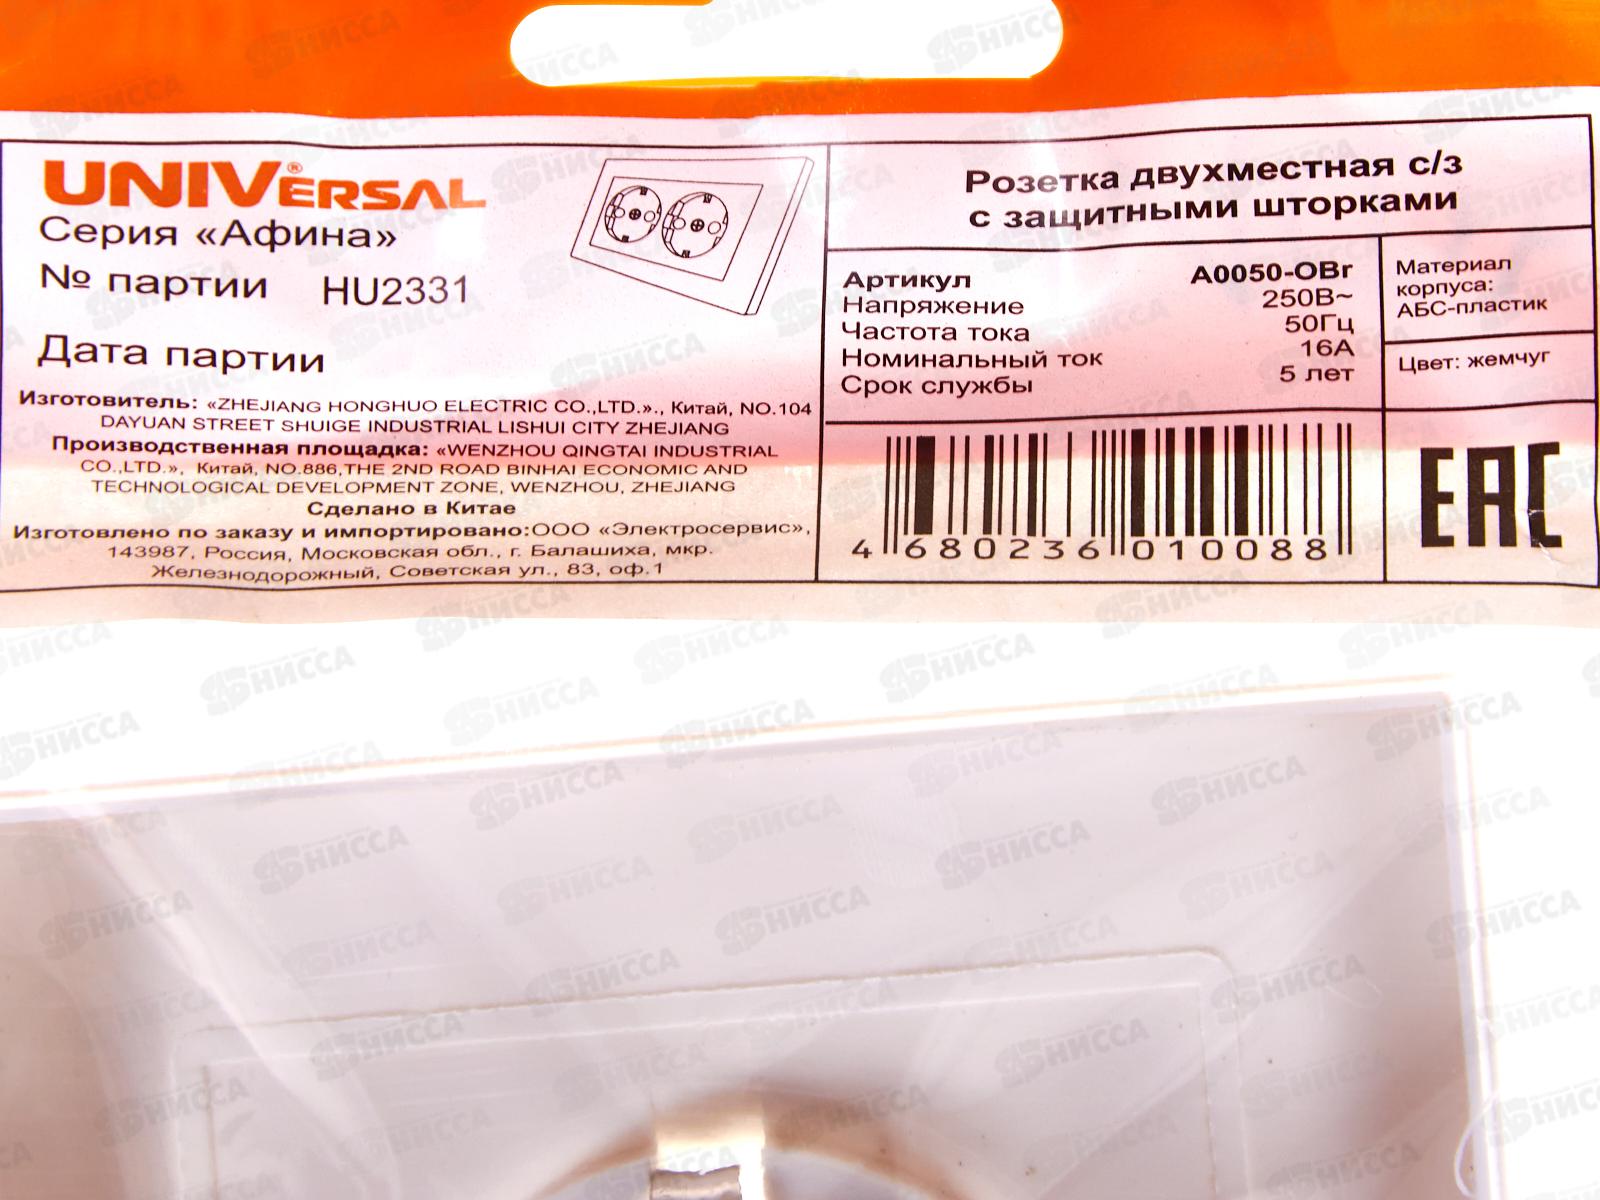 UNIVERSAL®
Серия «Афина»
№ партии HU2331
Дата партии
Изготовитель: «ZHEJIANG HONGHUO ELECTRIC CO.,LTD.»., Китай, NO.104
DAYUAN STREET SHUIGE INDUSTRIAL LISHUI CITY ZHEJIANG
Производственная площадка: «WENZHOU QINGTAI INDUSTRIAL
CO.,LTD.», Китай, NO.886,THE 2ND ROAD BINHAI ECONOMIC AND
TECHNOLOGICAL DEVELOPMENT ZONE, WENZHOU, ZHEJIANG
Сделано в Китае
Изготовлено по заказу и импортировано:ООО «Электросервис»,
143987, Россия, Московская обл., г. Балашиха, мкр.
Железнодорожный, Советская ул., 83, оф.1
Розетка двухместная с/з
с защитными шторками
Артикул A0050-OBr
Напряжение 250В~
Частота тока 50Гц
Номинальный ток 16А
Срок службы 5 лет
Материал
корпуса:
АБС-пластик
Цвет: жемчуг
4 680236 010088
EAC
НИССА